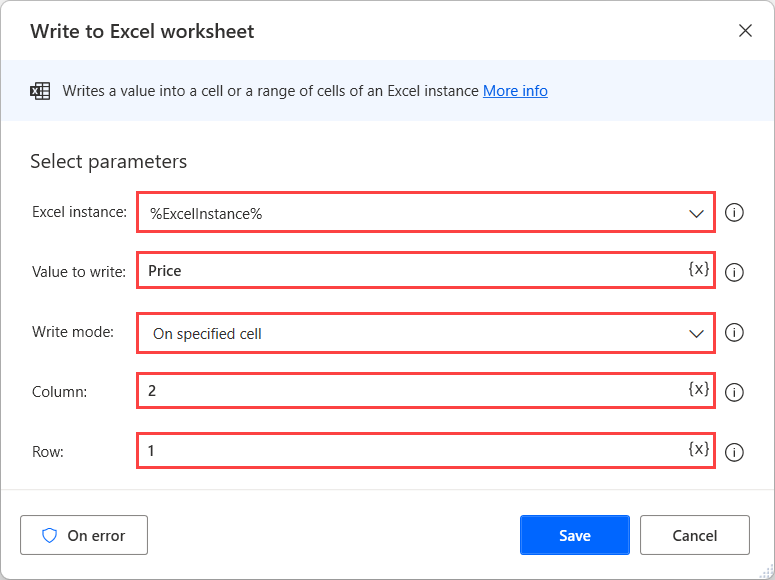 Write to Excel worksheet
Writes a value into a cell or a range of cells of an Excel instance More info
Select parameters
Excel instance: %ExcelInstance%
Value to write: Price {x}
Write mode: On specified cell
Column: 2 {x}
Row: 1 {x}
On error Save Cancel